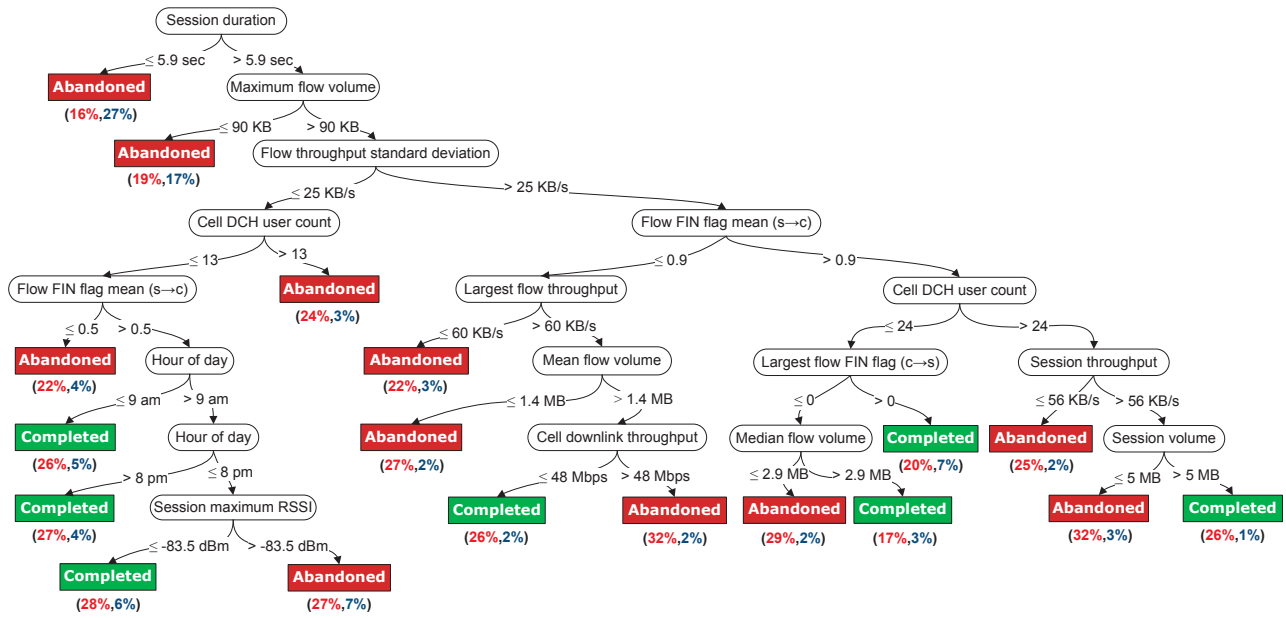 Session duration
≤ 5.9 sec > 5.9 sec
Abandoned
Maximum flow volume
(16%,27%)
≤ 90 KB > 90 KB
Abandoned
Flow throughput standard deviation
(19%,17%)
≤ 25 KB/s > 25 KB/s
Cell DCH user count Flow FIN flag mean (s→c)
≤ 13 > 13 ≤ 0.9 > 0.9
Flow FIN flag mean (s→c) Abandoned Largest flow throughput Cell DCH user count
(24%,3%)
≤ 0.5 > 0.5 ≤ 60 KB/s > 60 KB/s ≤ 24 > 24
Abandoned Hour of day Abandoned Mean flow volume Largest flow FIN flag (c→s) Session throughput
(22%,4%) (22%,3%)
≤ 9 am > 9 am ≤ 1.4 MB > 1.4 MB ≤ 0 > 0 ≤ 56 KB/s > 56 KB/s
Completed Hour of day Abandoned Cell downlink throughput Median flow volume Completed Abandoned Session volume
(26%,5%) (27%,2%) (20%,7%) (25%,2%)
> 8 pm ≤ 8 pm ≤ 48 Mbps > 48 Mbps ≤ 2.9 MB > 2.9 MB ≤ 5 MB > 5 MB
Completed Session maximum RSSI Completed Abandoned Abandoned Completed Abandoned Completed
(27%,4%) (26%,2%) (32%,2%) (29%,2%) (17%,3%) (32%,3%) (26%,1%)
≤ -83.5 dBm > -83.5 dBm
Completed Abandoned
(28%,6%) (27%,7%)